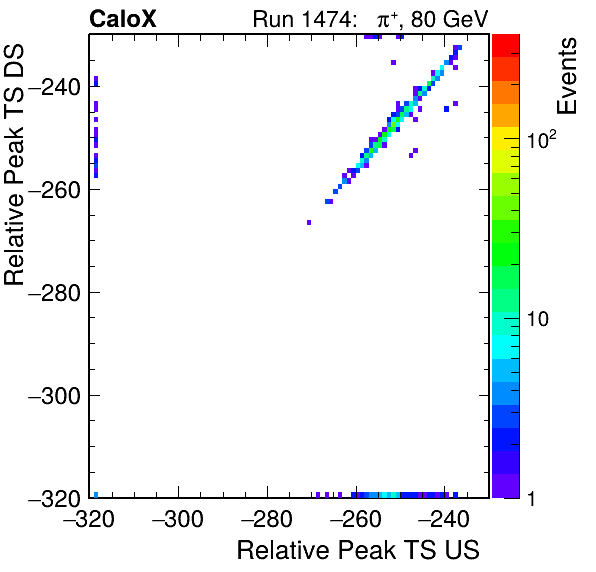 CaloX Run 1474: π⁺, 80 GeV
Relative Peak TS DS
−240
−260
−280
−300
−320
−320 −300 −280 −260 −240
Relative Peak TS US
Events
10²
10
1